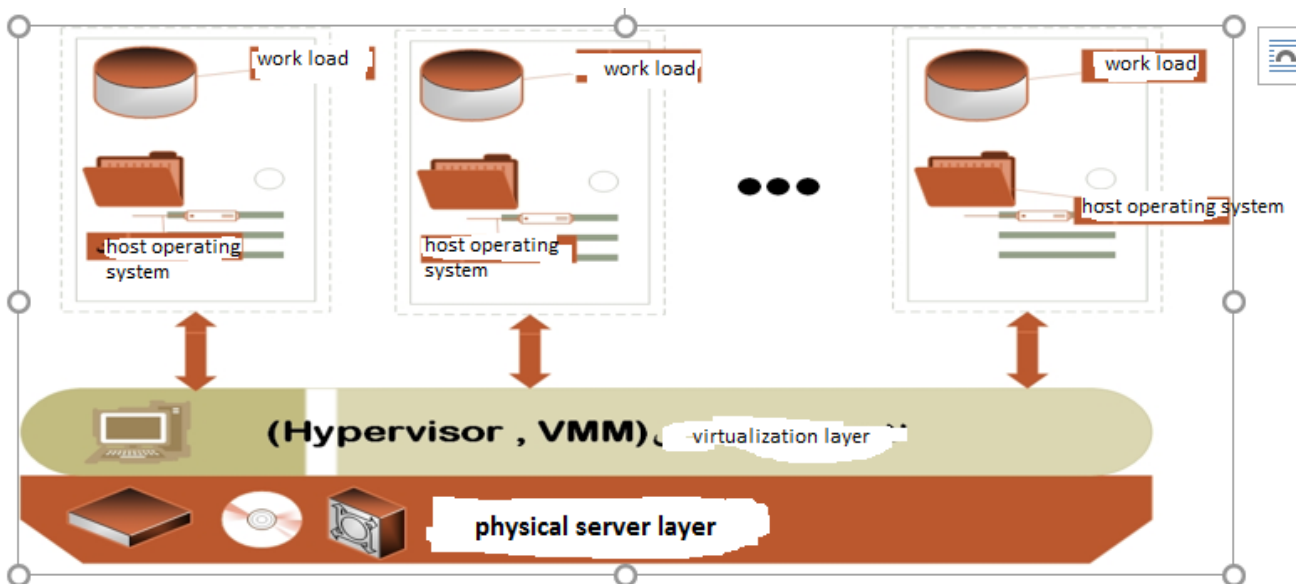 work load
work load
work load
host operating
system
host operating
system
host operating system
(Hypervisor , VMM)
virtualization layer
physical server layer